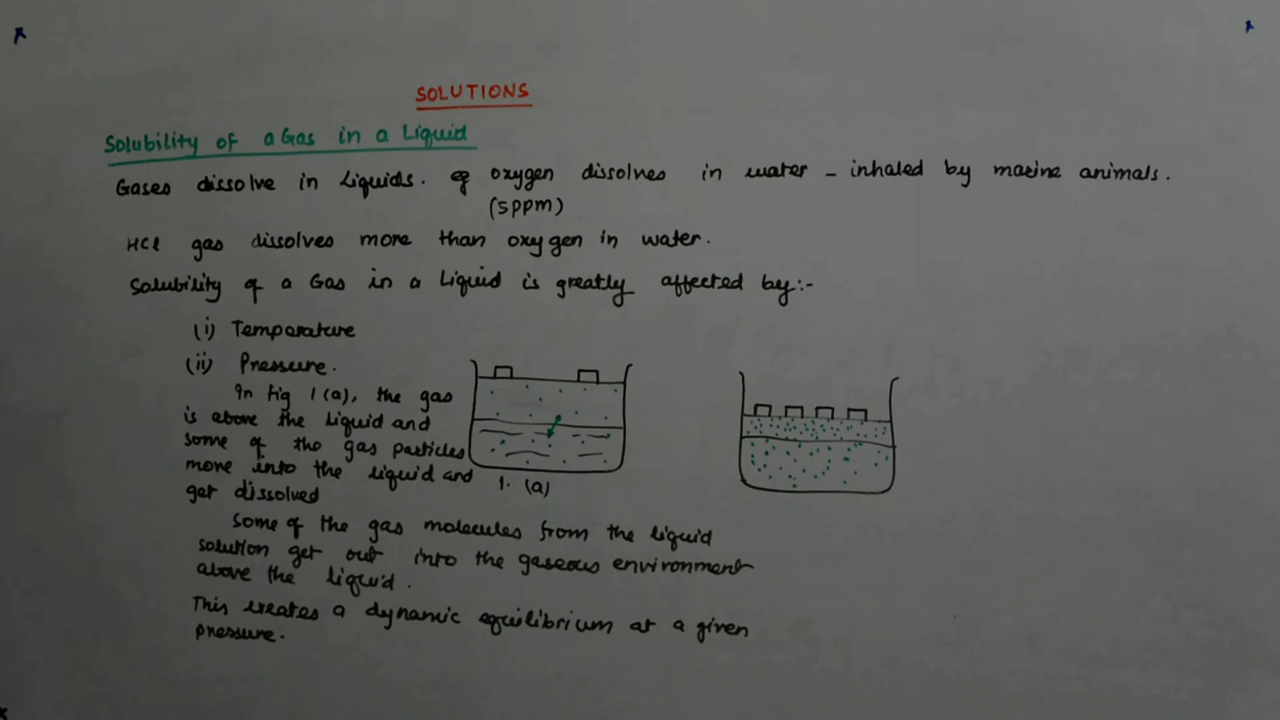 SOLUTIONS
Solubility of a Gas in a Liquid
Gases dissolve in Liquids. eg oxygen dissolves in water - inhaled by marine animals.
(5ppm)
HCl gas dissolves more than oxygen in water.
Solubility of a Gas in a Liquid is greatly affected by:-
(i) Temperature
(ii) Pressure.
In Fig 1(a), the gas
is above the liquid and
some of the gas particles
move into the liquid and
get dissolved
1. (a)
Some of the gas molecules from the liquid
solution get out into the gaseous environment
above the liquid.
This creates a dynamic equilibrium at a given
pressure.